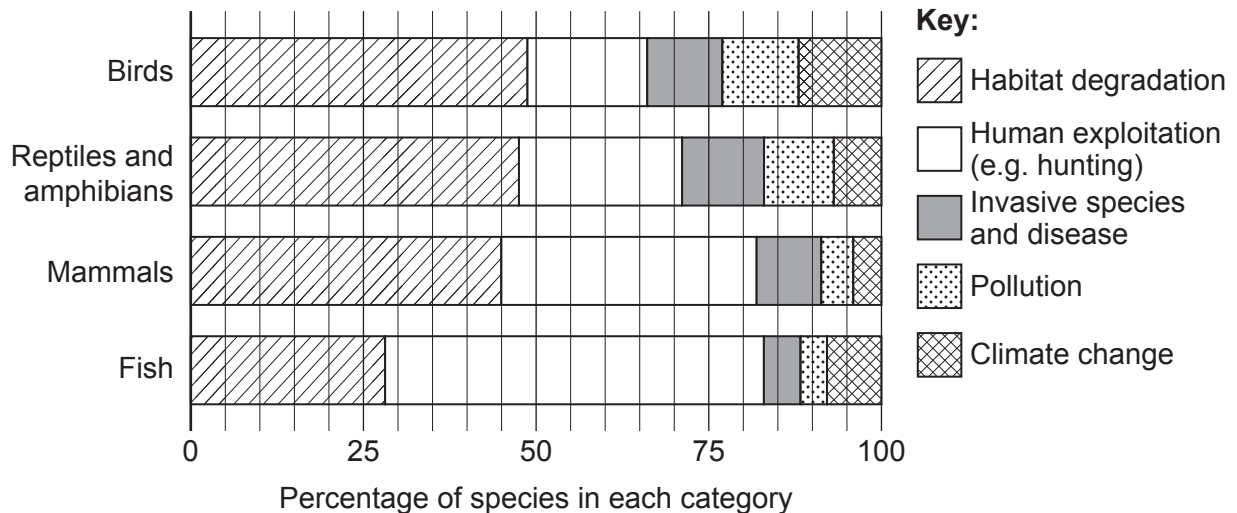 Birds
Reptiles and
amphibians
Mammals
Fish
0
25
50
75
100
Percentage of species in each category
Key:
Habitat degradation
Human exploitation
(e.g. hunting)
Invasive species
and disease
Pollution
Climate change